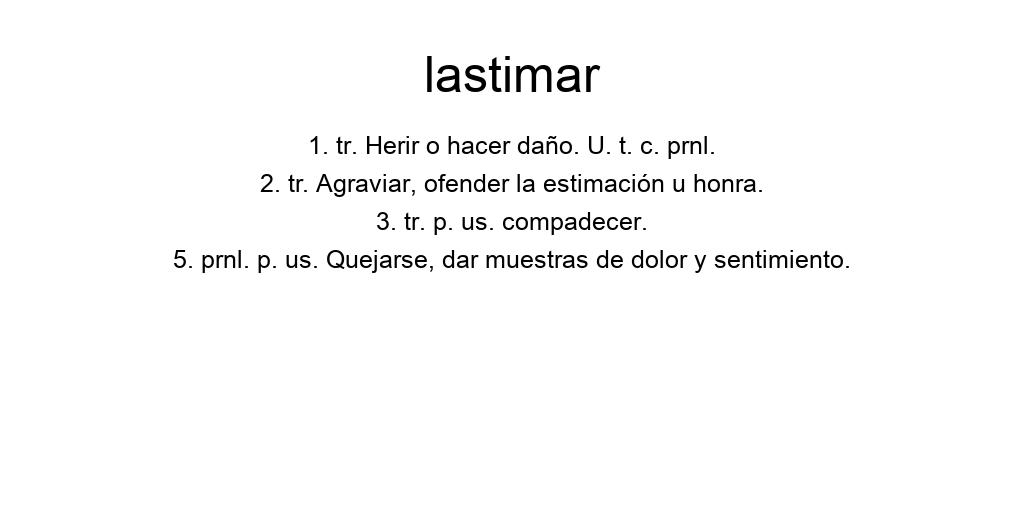 lastimar
1. tr. Herir o hacer daño. U. t. c. prnl.
2. tr. Agraviar, ofender la estimación u honra.
3. tr. p. us. compadecer.
5. prnl. p. us. Quejarse, dar muestras de dolor y sentimiento.